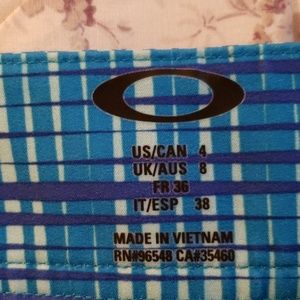 US/CAN 4
UK/AUS 8
FR 36
IT/ESP 38
MADE IN VIETNAM
RN#96548 CA#35460